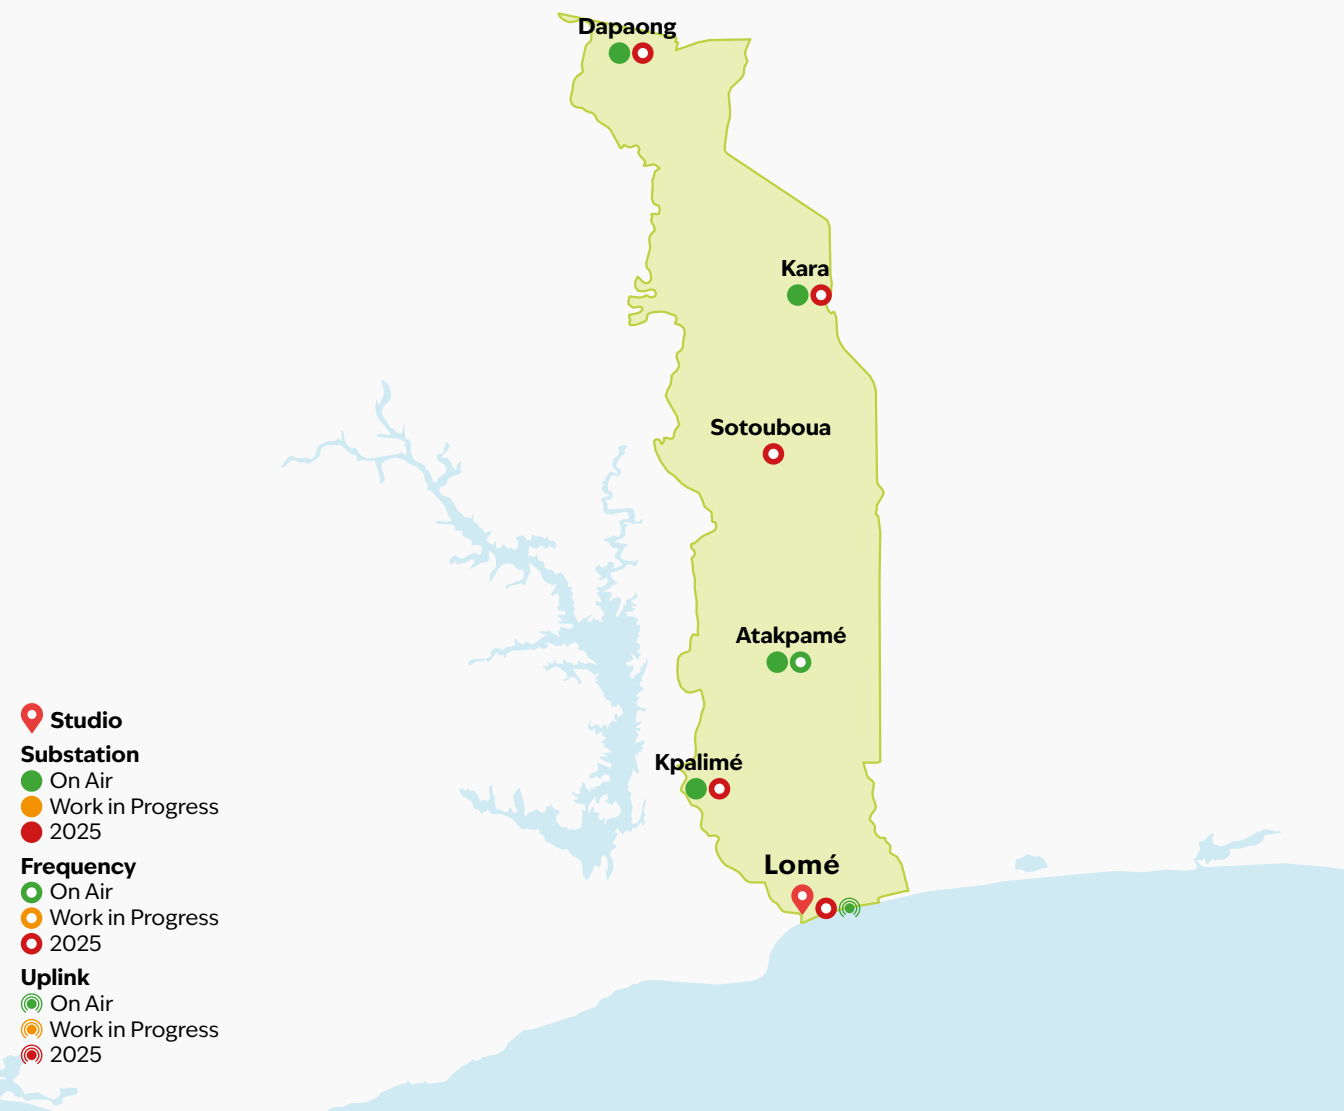 Dapaong
Kara
Sotouboua
Atakpamé
Kpalimé
Lomé
Studio
Substation
On Air
Work in Progress
2025
Frequency
On Air
Work in Progress
2025
Uplink
On Air
Work in Progress
2025